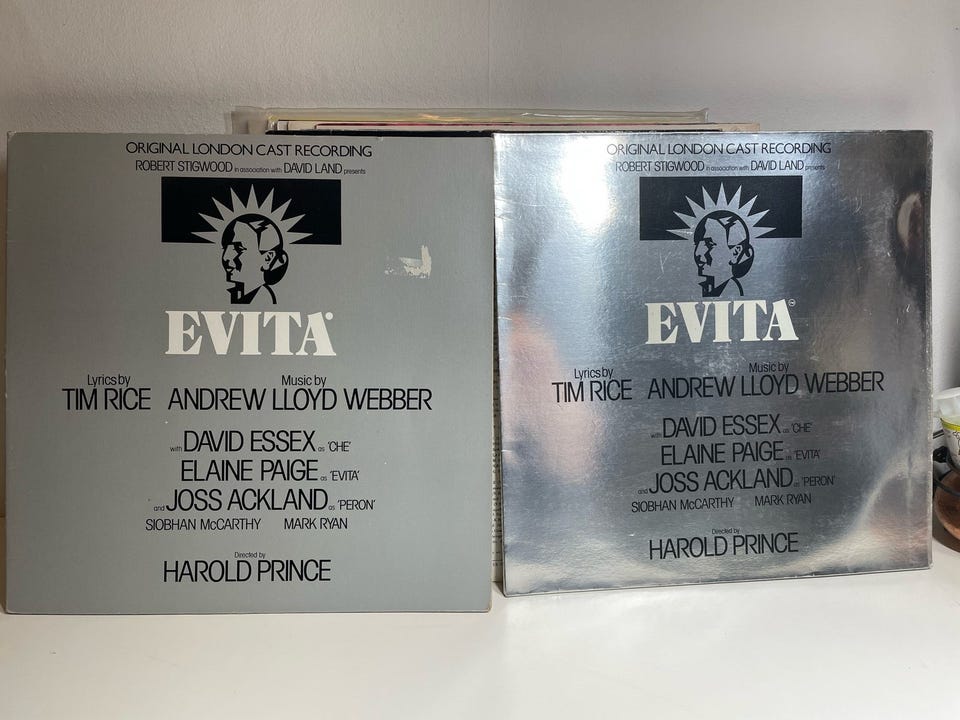 ORIGINAL LONDON CAST RECORDING
ROBERT STIGWOOD in association with DAVID LAND presents
EVITA
Lyrics by Music by
TIM RICE ANDREW LLOYD WEBBER
with DAVID ESSEX as 'CHE'
ELAINE PAIGE as 'EVITA'
and JOSS ACKLAND as 'PERON'
SIOBHAN McCARTHY MARK RYAN
Directed by
HAROLD PRINCE
ORIGINAL LONDON CAST RECORDING
ROBERT STIGWOOD in association with DAVID LAND presents
EVITA™
Lyrics by Music by
TIM RICE ANDREW LLOYD WEBBER
with DAVID ESSEX as 'CHE'
ELAINE PAIGE as 'EVITA'
and JOSS ACKLAND as 'PERON'
SIOBHAN McCARTHY MARK RYAN
Directed by
HAROLD PRINCE